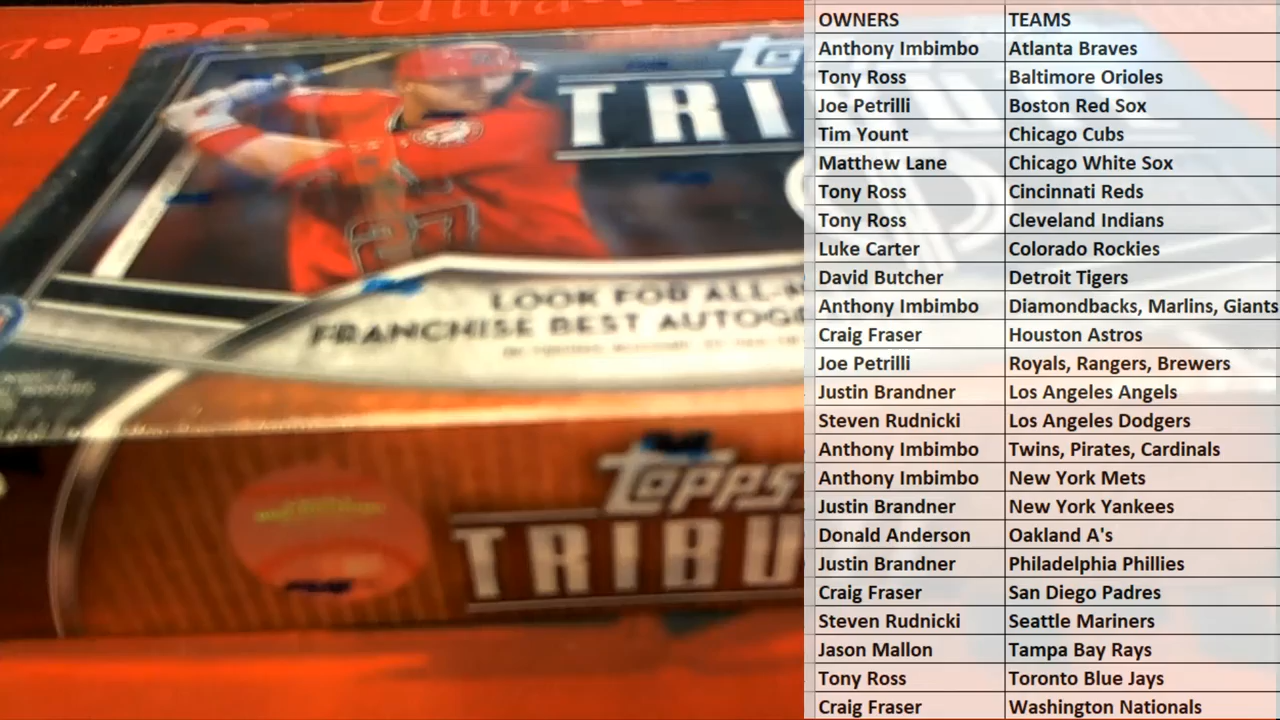 PRO
Ultra
topps
TRIBU
LOOK FOR ALL-N
FRANCHISE BEST AUTOG
27
Topps
TRIBU
OWNERS TEAMS
Anthony Imbimbo Atlanta Braves
Tony Ross Baltimore Orioles
Joe Petrilli Boston Red Sox
Tim Yount Chicago Cubs
Matthew Lane Chicago White Sox
Tony Ross Cincinnati Reds
Tony Ross Cleveland Indians
Luke Carter Colorado Rockies
David Butcher Detroit Tigers
Anthony Imbimbo Diamondbacks, Marlins, Giants
Craig Fraser Houston Astros
Joe Petrilli Royals, Rangers, Brewers
Justin Brandner Los Angeles Angels
Steven Rudnicki Los Angeles Dodgers
Anthony Imbimbo Twins, Pirates, Cardinals
Anthony Imbimbo New York Mets
Justin Brandner New York Yankees
Donald Anderson Oakland A's
Justin Brandner Philadelphia Phillies
Craig Fraser San Diego Padres
Steven Rudnicki Seattle Mariners
Jason Mallon Tampa Bay Rays
Tony Ross Toronto Blue Jays
Craig Fraser Washington Nationals